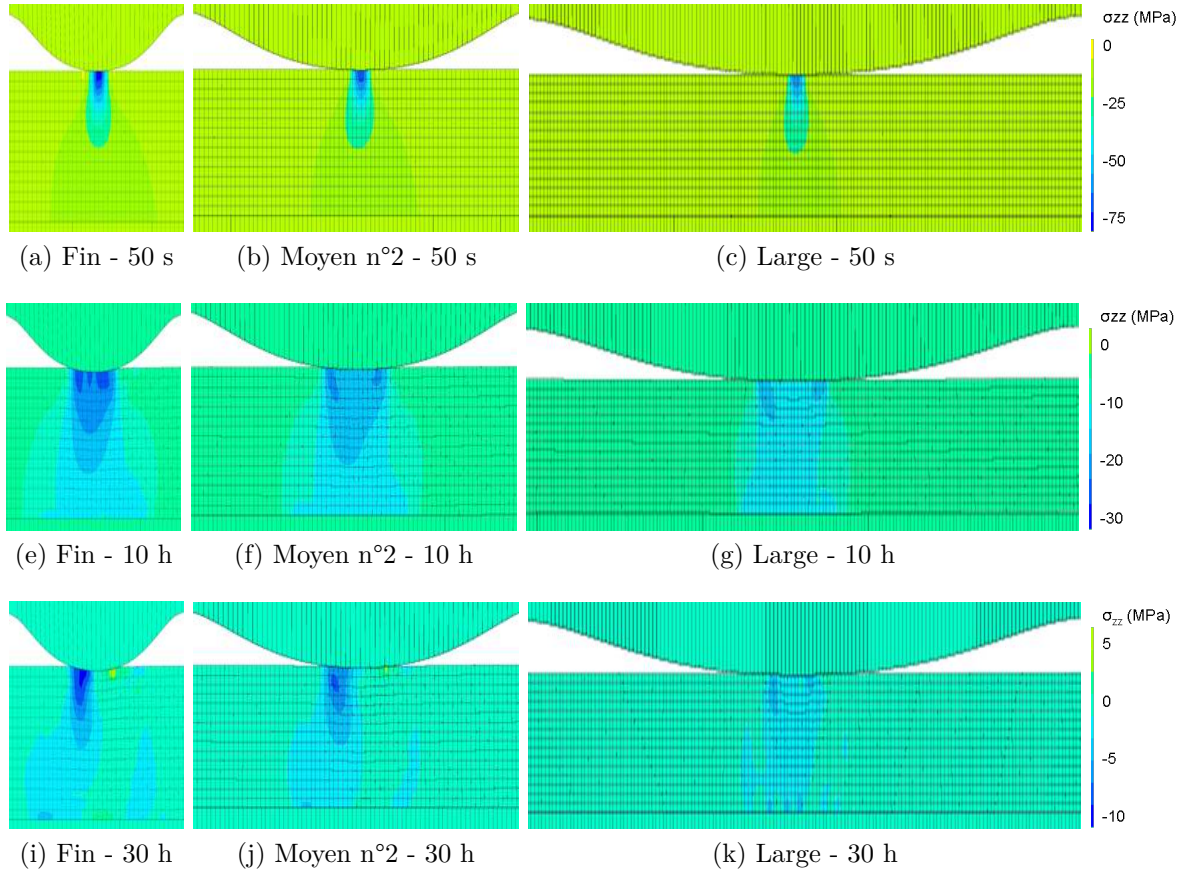 σzz (MPa)
0
-25
-50
-75
(a) Fin - 50 s
(b) Moyen n°2 - 50 s
(c) Large - 50 s
σzz (MPa)
0
-10
-20
-30
(e) Fin - 10 h
(f) Moyen n°2 - 10 h
(g) Large - 10 h
σzz (MPa)
5
0
-5
-10
(i) Fin - 30 h
(j) Moyen n°2 - 30 h
(k) Large - 30 h